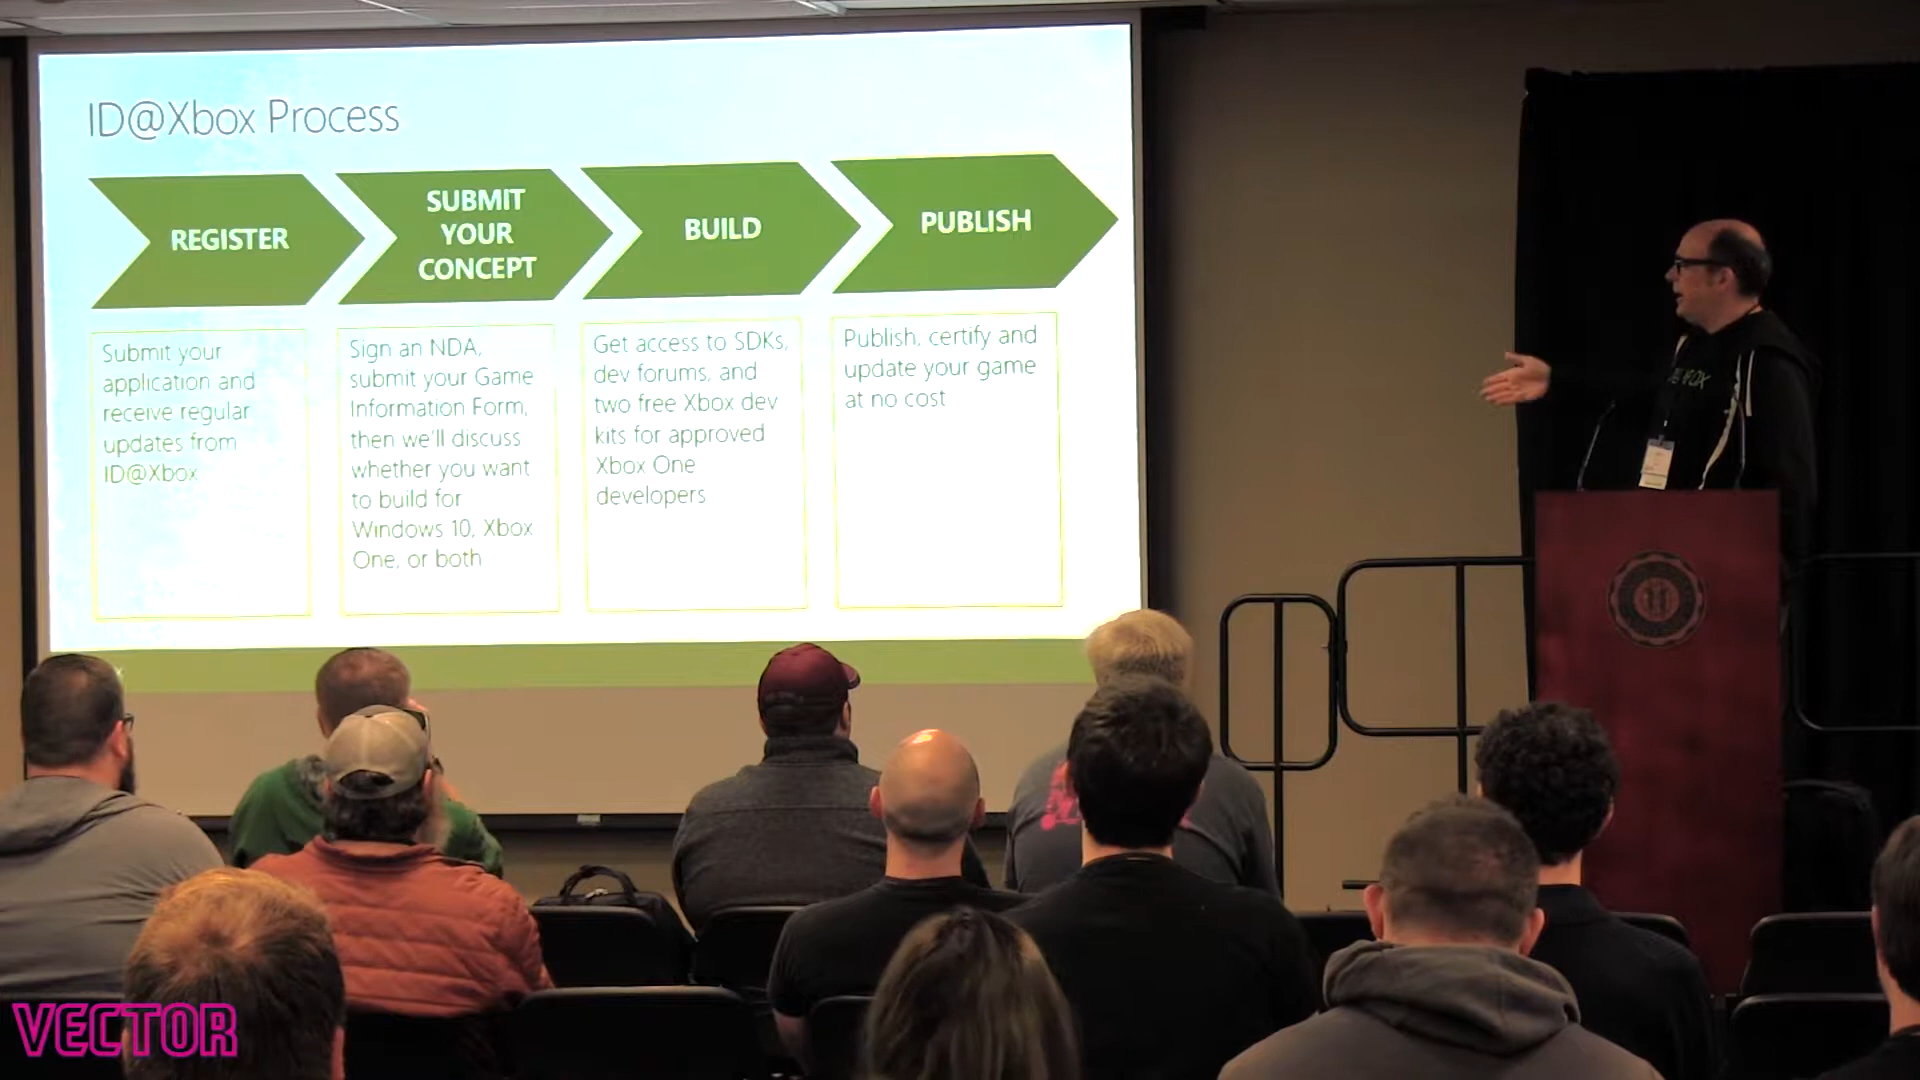 ID@Xbox Process
REGISTER
SUBMIT
YOUR
CONCEPT
BUILD
PUBLISH
Submit your
application and
receive regular
updates from
ID@Xbox
Sign an NDA,
submit your Game
Information Form,
then we'll discuss
whether you want
to build for
Windows 10, Xbox
One, or both
Get access to SDKs,
dev forums, and
two free Xbox dev
kits for approved
Xbox One
developers
Publish, certify and
update your game
at no cost
VECTOR